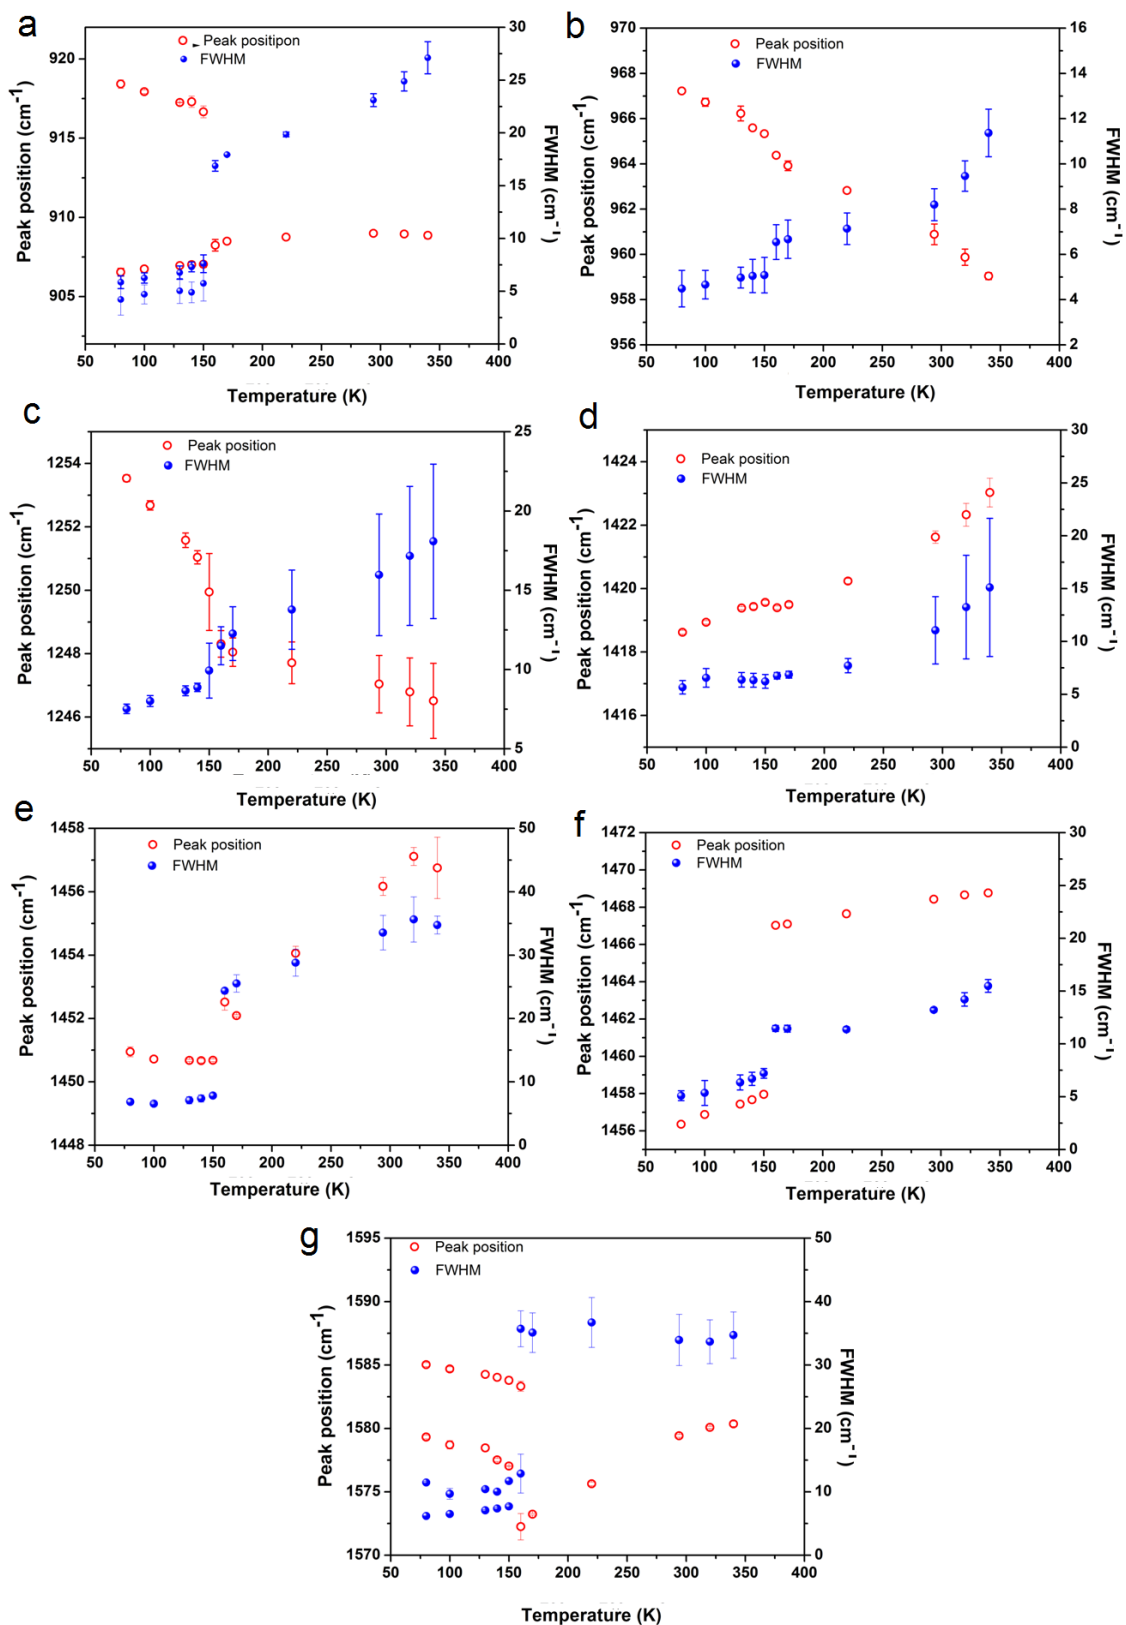 a
Peak positipon
FWHM
920
915
910
905
30
25
20
15
10
5
0
50 100 150 200 250 300 350 400
Peak position (cm-1)
FWHM (cm-1)
Temperature (K)
b
Peak position
FWHM
970
968
966
964
962
960
958
956
16
14
12
10
8
6
4
2
50 100 150 200 250 300 350 400
Peak position (cm-1)
FWHM (cm-1)
Temperature (K)
c
Peak position
FWHM
1254
1252
1250
1248
1246
25
20
15
10
5
50 100 150 200 250 300 350 400
Peak position (cm-1)
FWHM (cm-1)
Temperature (K)
d
Peak position
FWHM
1424
1422
1420
1418
1416
30
25
20
15
10
5
0
50 100 150 200 250 300 350 400
Peak position (cm-1)
FWHM (cm-1)
Temperature (K)
e
Peak position
FWHM
1458
1456
1454
1452
1450
1448
50
40
30
20
10
0
50 100 150 200 250 300 350 400
Peak position (cm-1)
FWHM (cm-1)
Temperature (K)
f
Peak position
FWHM
1472
1470
1468
1466
1464
1462
1460
1458
1456
30
25
20
15
10
5
0
50 100 150 200 250 300 350 400
Peak position (cm-1)
FWHM (cm-1)
Temperature (K)
g
Peak position
FWHM
1595
1590
1585
1580
1575
1570
50
40
30
20
10
0
50 100 150 200 250 300 350 400
Peak position (cm-1)
FWHM (cm-1)
Temperature (K)